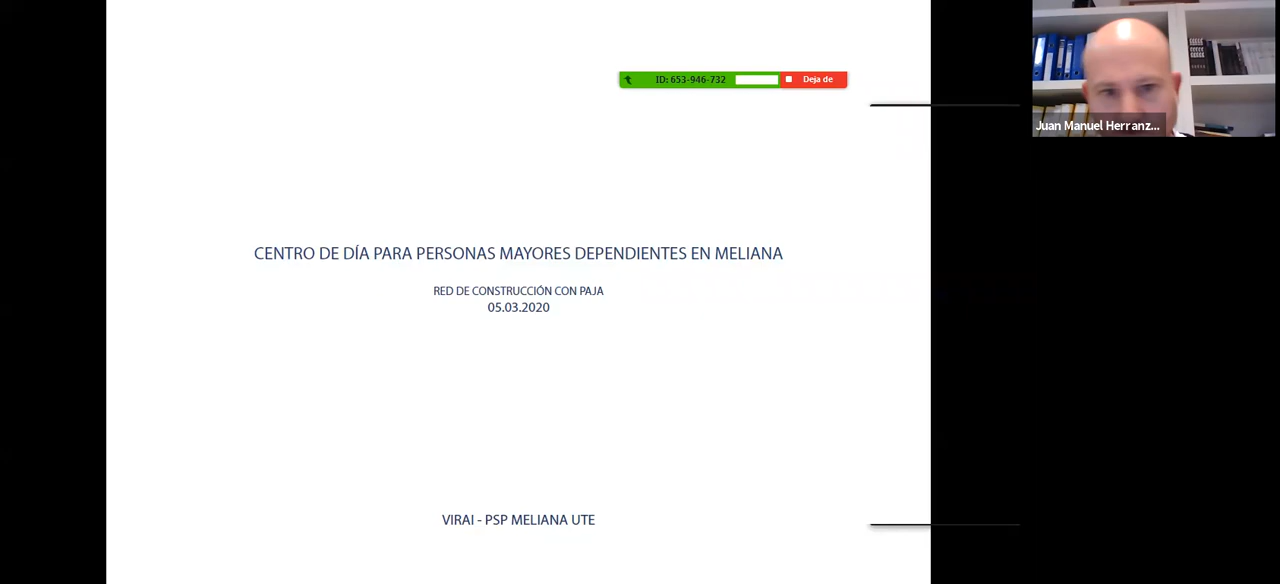 ID: 653-946-732
Deja de
Juan Manuel Herranz...
CENTRO DE DÍA PARA PERSONAS MAYORES DEPENDIENTES EN MELIANA
RED DE CONSTRUCCIÓN CON PAJA
05.03.2020
VIRAI - PSP MELIANA UTE